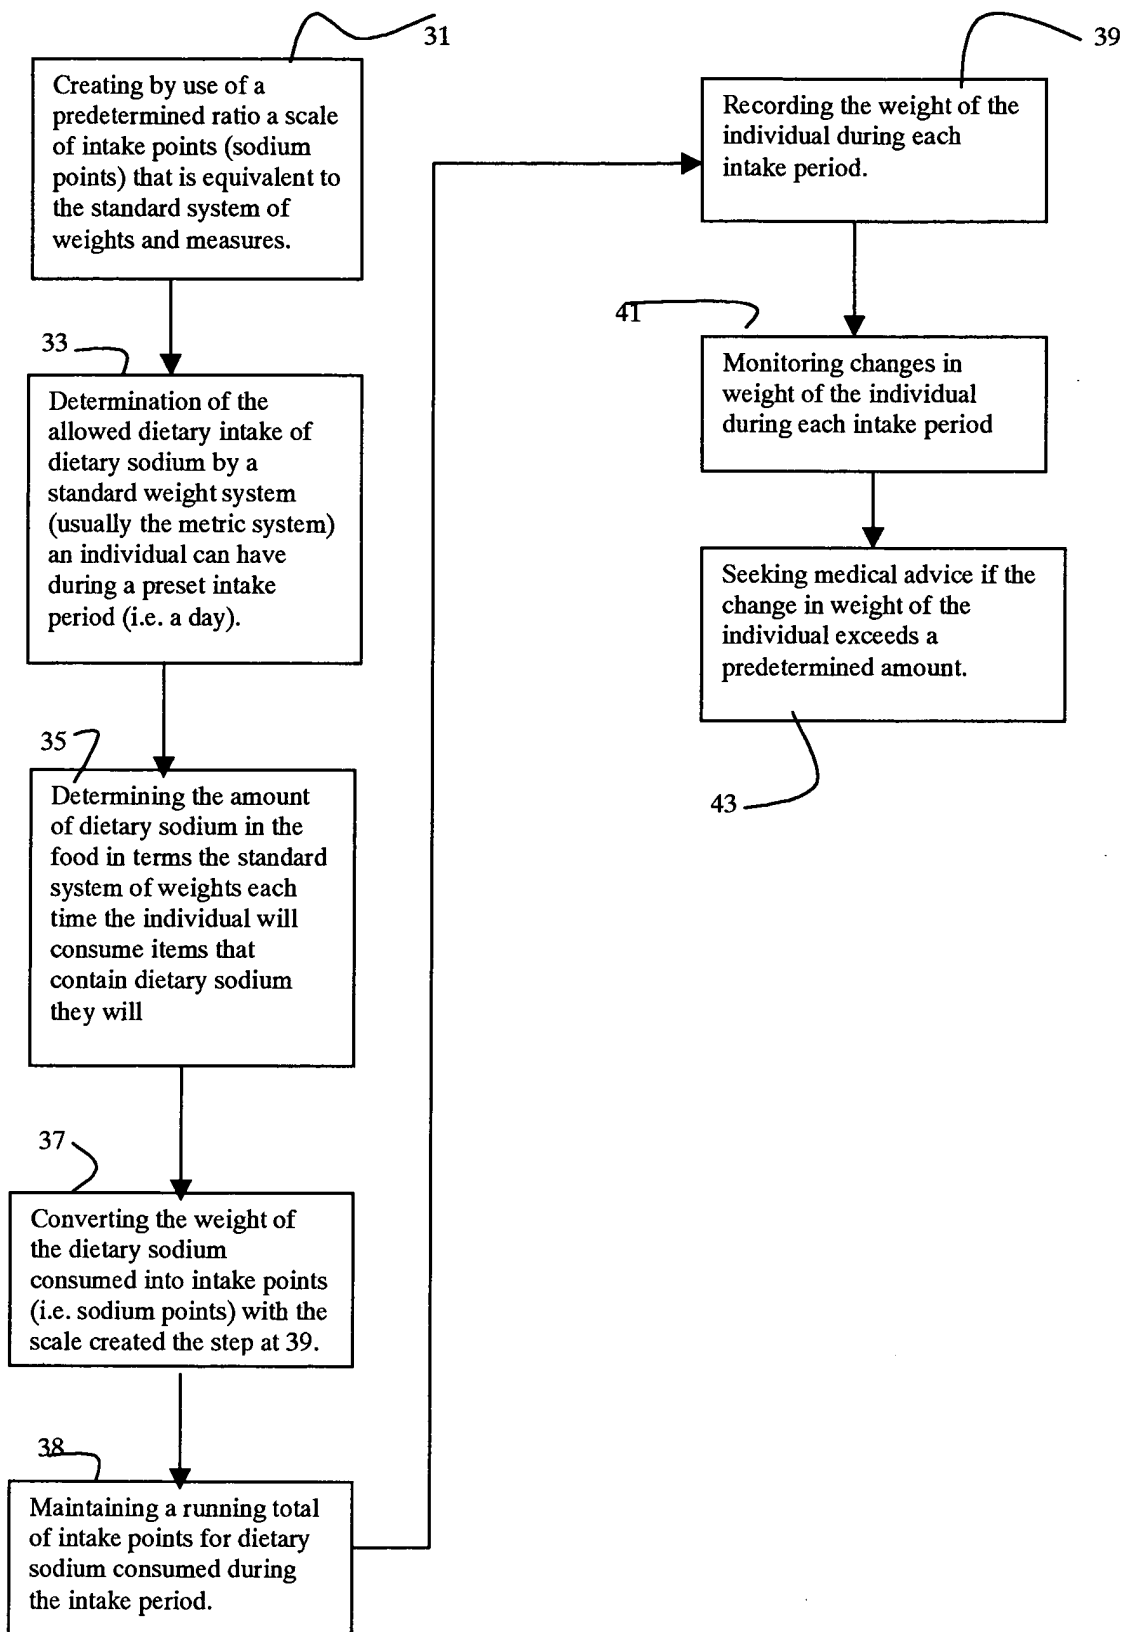 31
Creating by use of a
predetermined ratio a scale
of intake points (sodium
points) that is equivalent to
the standard system of
weights and measures.
33
Determination of the
allowed dietary intake of
dietary sodium by a
standard weight system
(usually the metric system)
an individual can have
during a preset intake
period (i.e. a day).
35
Determining the amount
of dietary sodium in the
food in terms the standard
system of weights each
time the individual will
consume items that
contain dietary sodium
they will
37
Converting the weight of
the dietary sodium
consumed into intake points
(i.e. sodium points) with the
scale created the step at 39.
38
Maintaining a running total
of intake points for dietary
sodium consumed during
the intake period.
39
Recording the weight of the
individual during each
intake period.
41
Monitoring changes in
weight of the individual
during each intake period
Seeking medical advice if the
change in weight of the
individual exceeds a
predetermined amount.
43